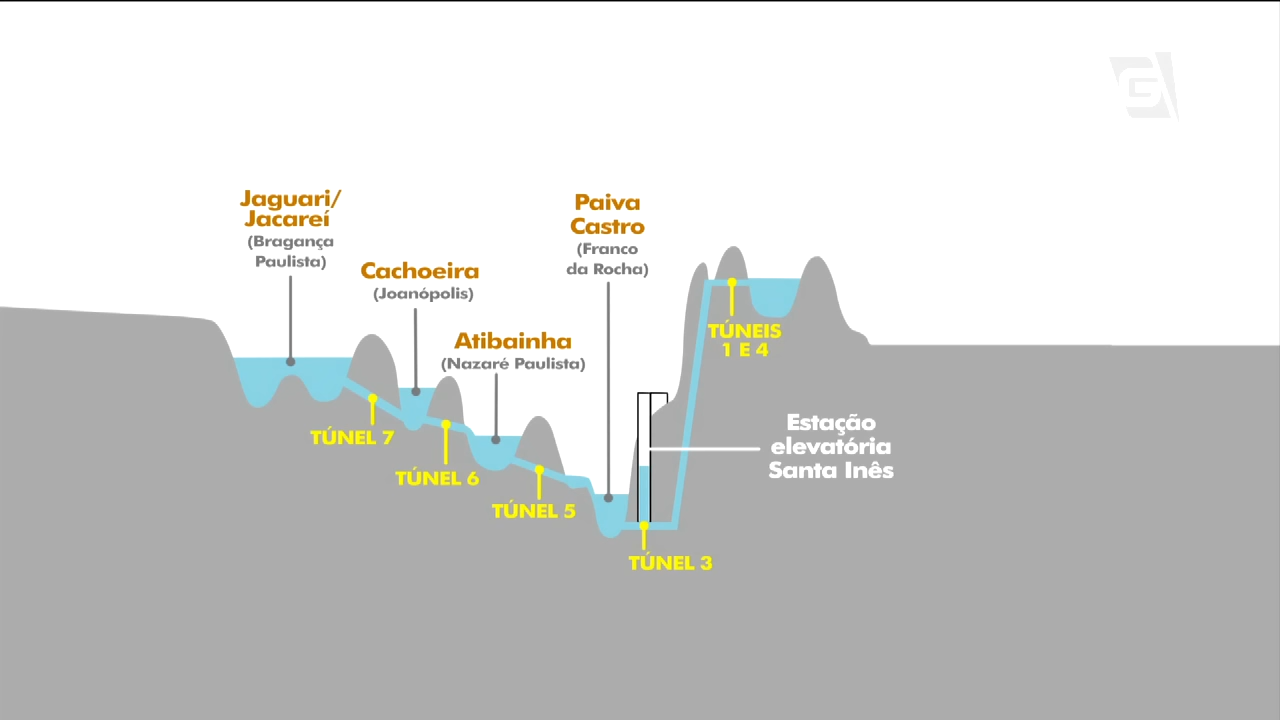 Jaguari/
Jacareí
(Bragança
Paulista)
Cachoeira
(Joanópolis)
Atibainha
(Nazaré Paulista)
Paiva
Castro
(Franco
da Rocha)
TÚNEIS
1 E 4
TÚNEL 7
TÚNEL 6
TÚNEL 5
Estação
elevatória
Santa Inês
TÚNEL 3
G